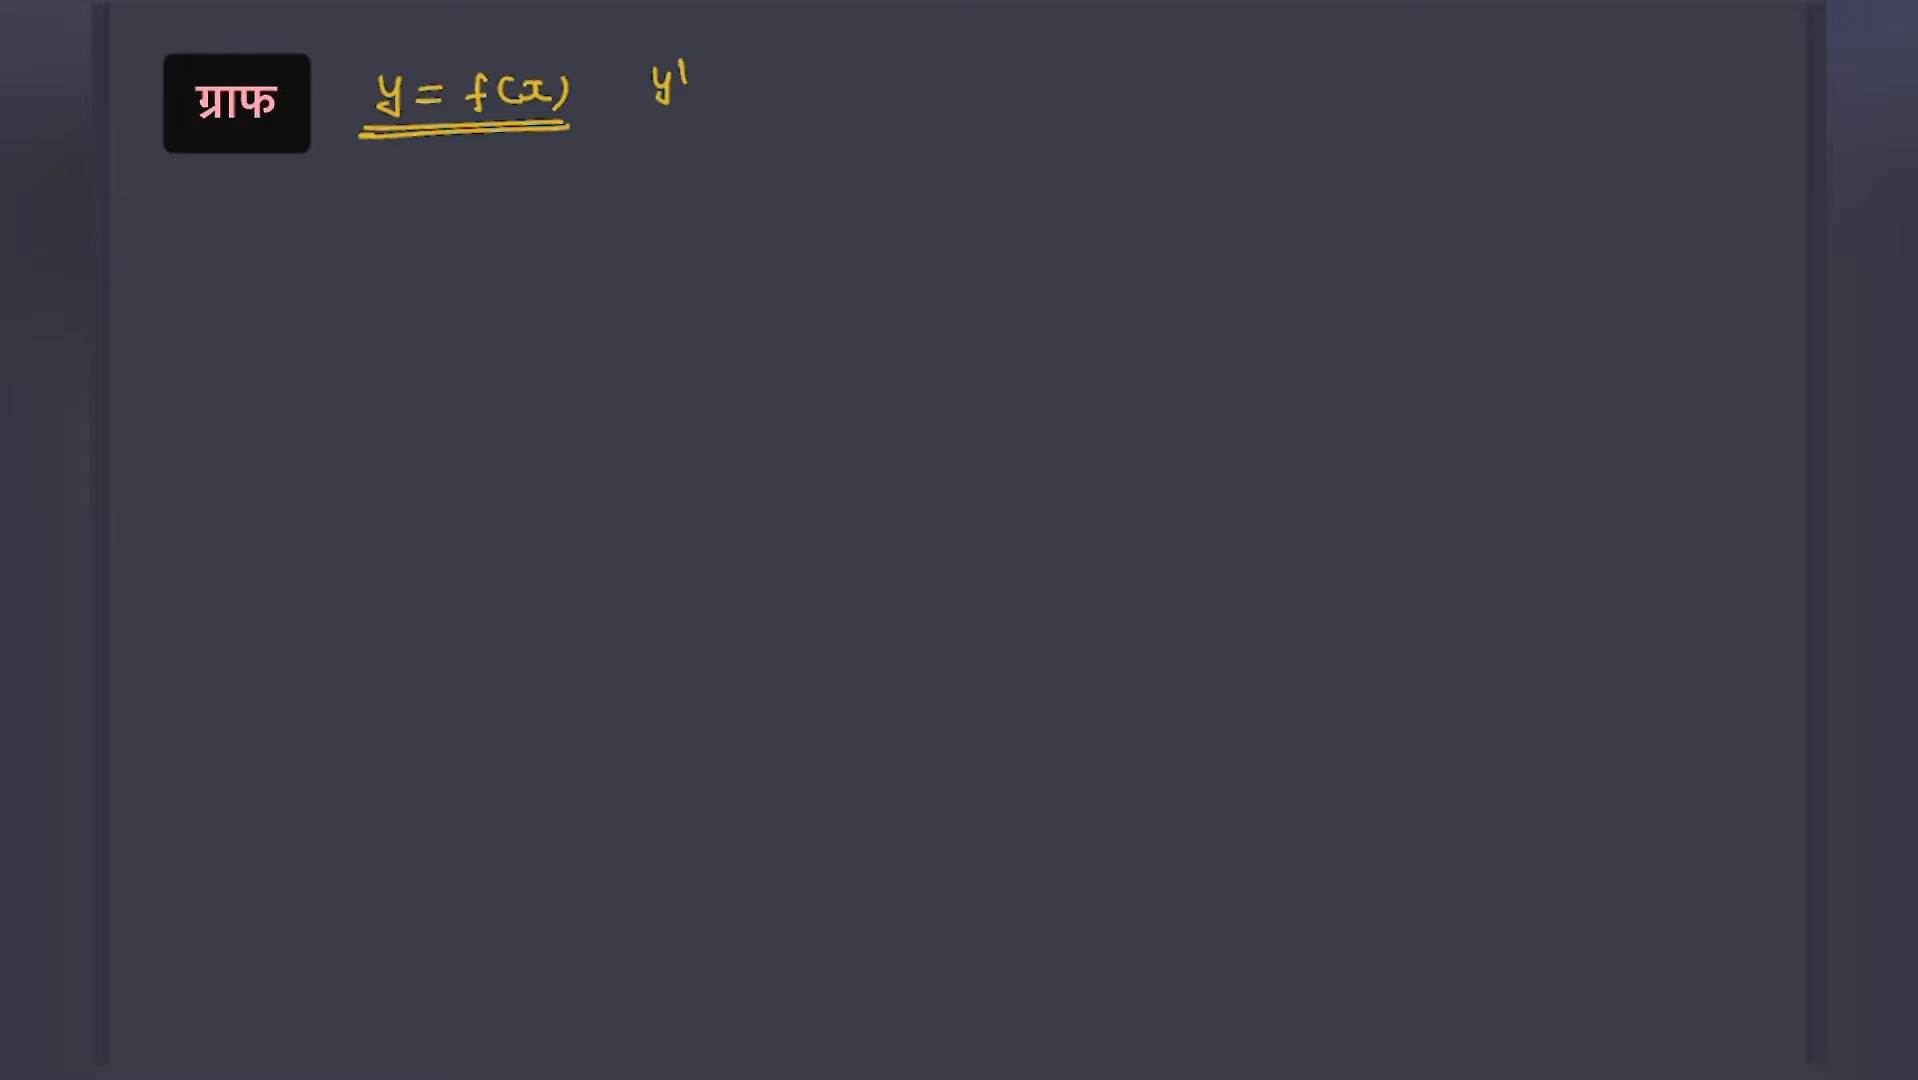 ग्राफ y = f(x) y'